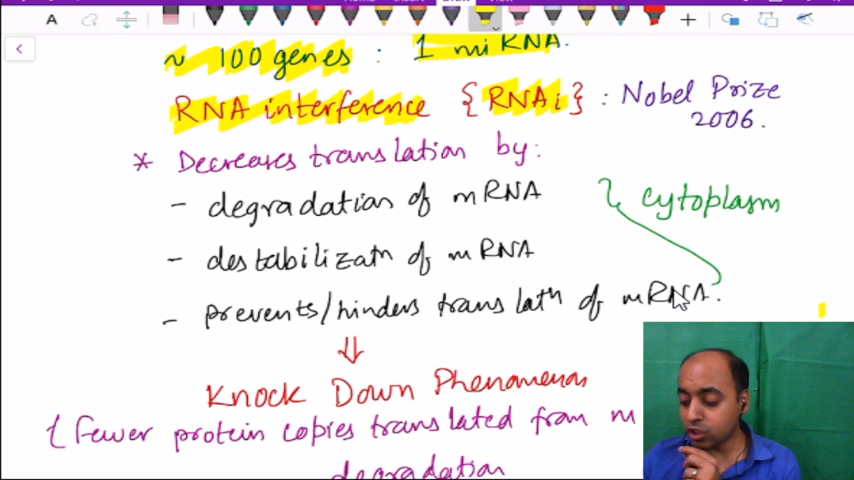 ~ 100 genes : 1 miRNA.
RNA interference {RNAi} : Nobel Prize
2006.
* Decreases translation by:
- degradation of mRNA
} cytoplasm
- destabilizatn of mRNA
- prevents/hinders translatn of mRNA.
⇓
Knock Down Phenomenon
{ Fewer protein copies translated from m
degradation